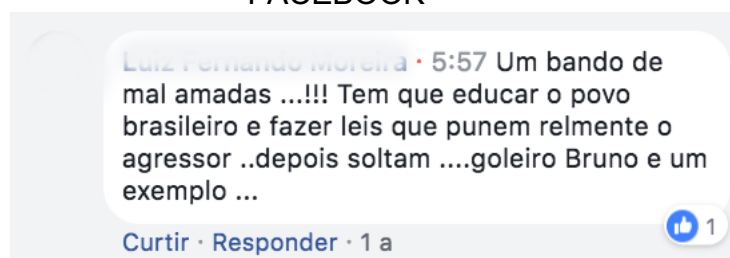 FACEBOOK
5:57 Um bando de
mal amadas ...!!! Tem que educar o povo
brasileiro e fazer leis que punem relmente o
agressor ..depois soltam ....goleiro Bruno e um
exemplo ...
1
Curtir · Responder · 1 a